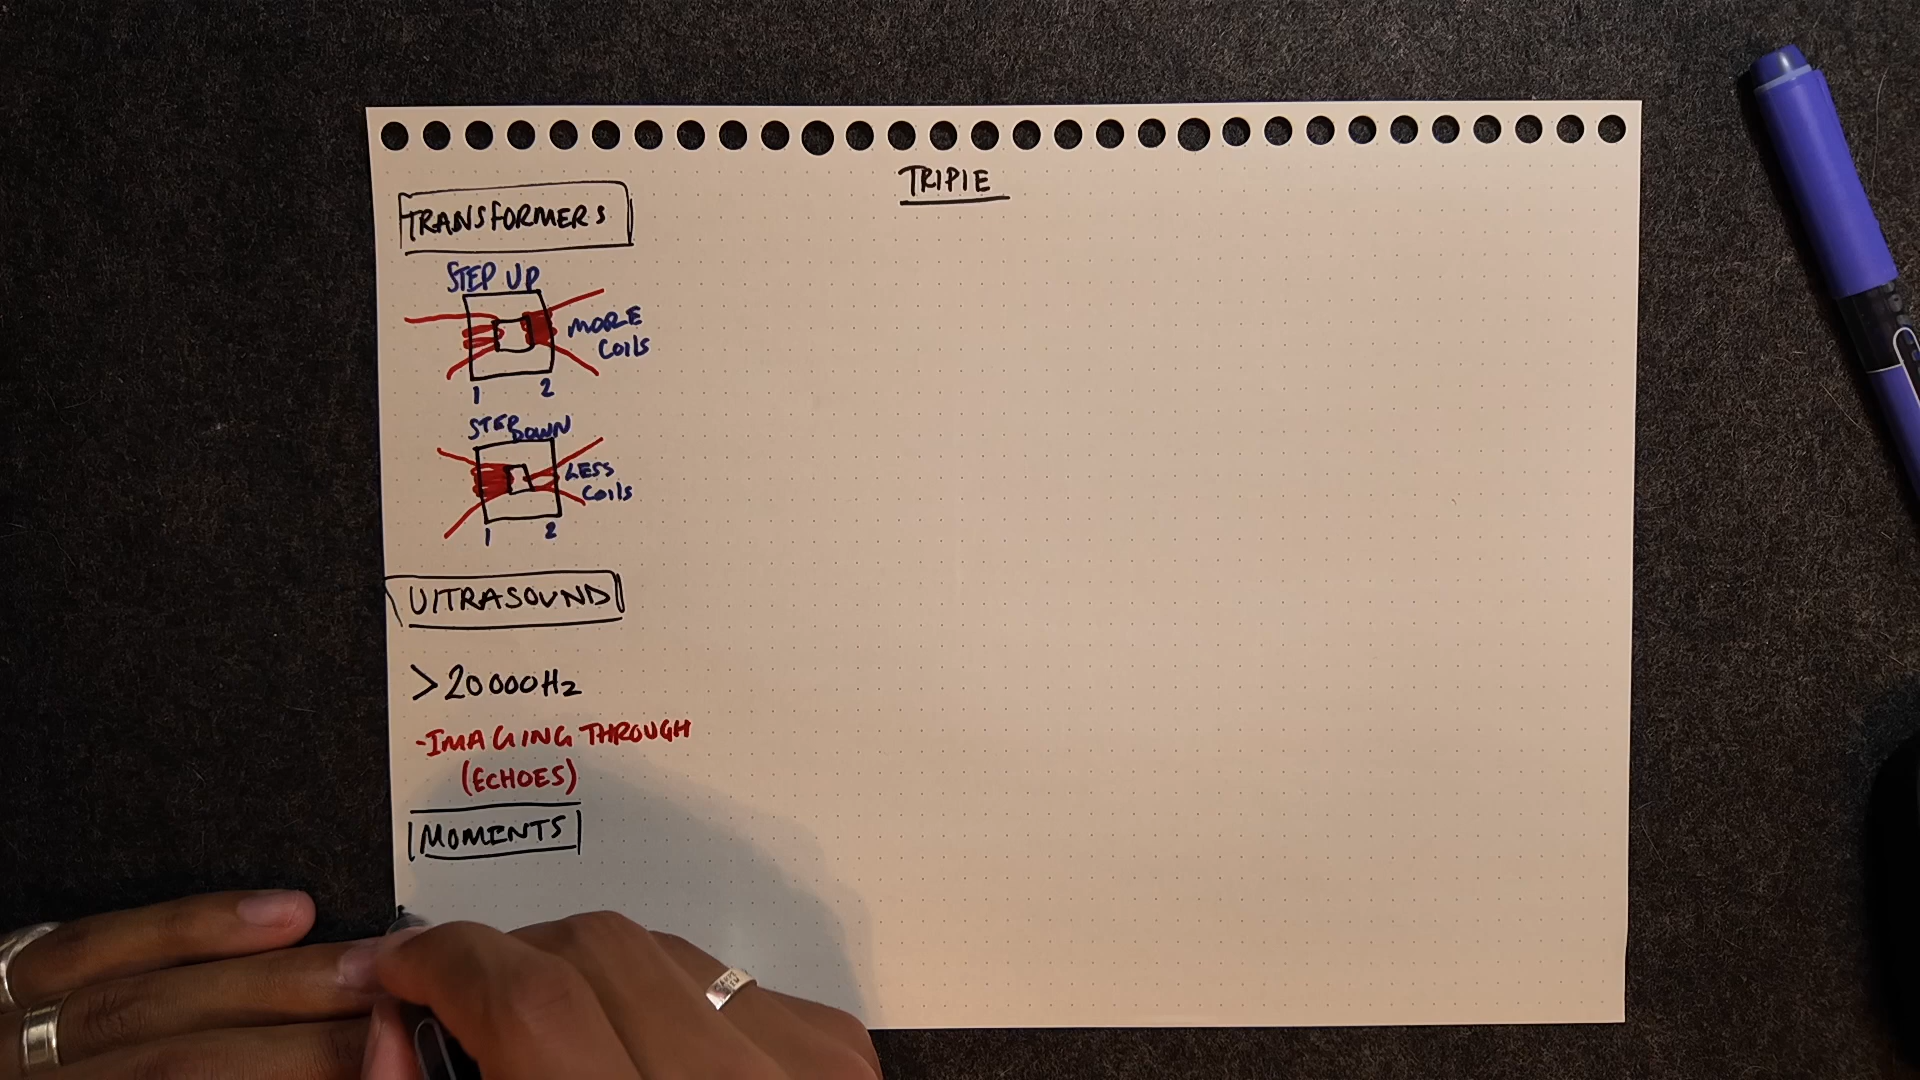 TRIPIE
TRANSFORMERS
STEP UP
MORE
COILS
1 2
STEP DOWN
LESS
COILS
1 2
UITRASOUND
>20000Hz
-IMAGING THROUGH
(ECHOES)
MOMENTS